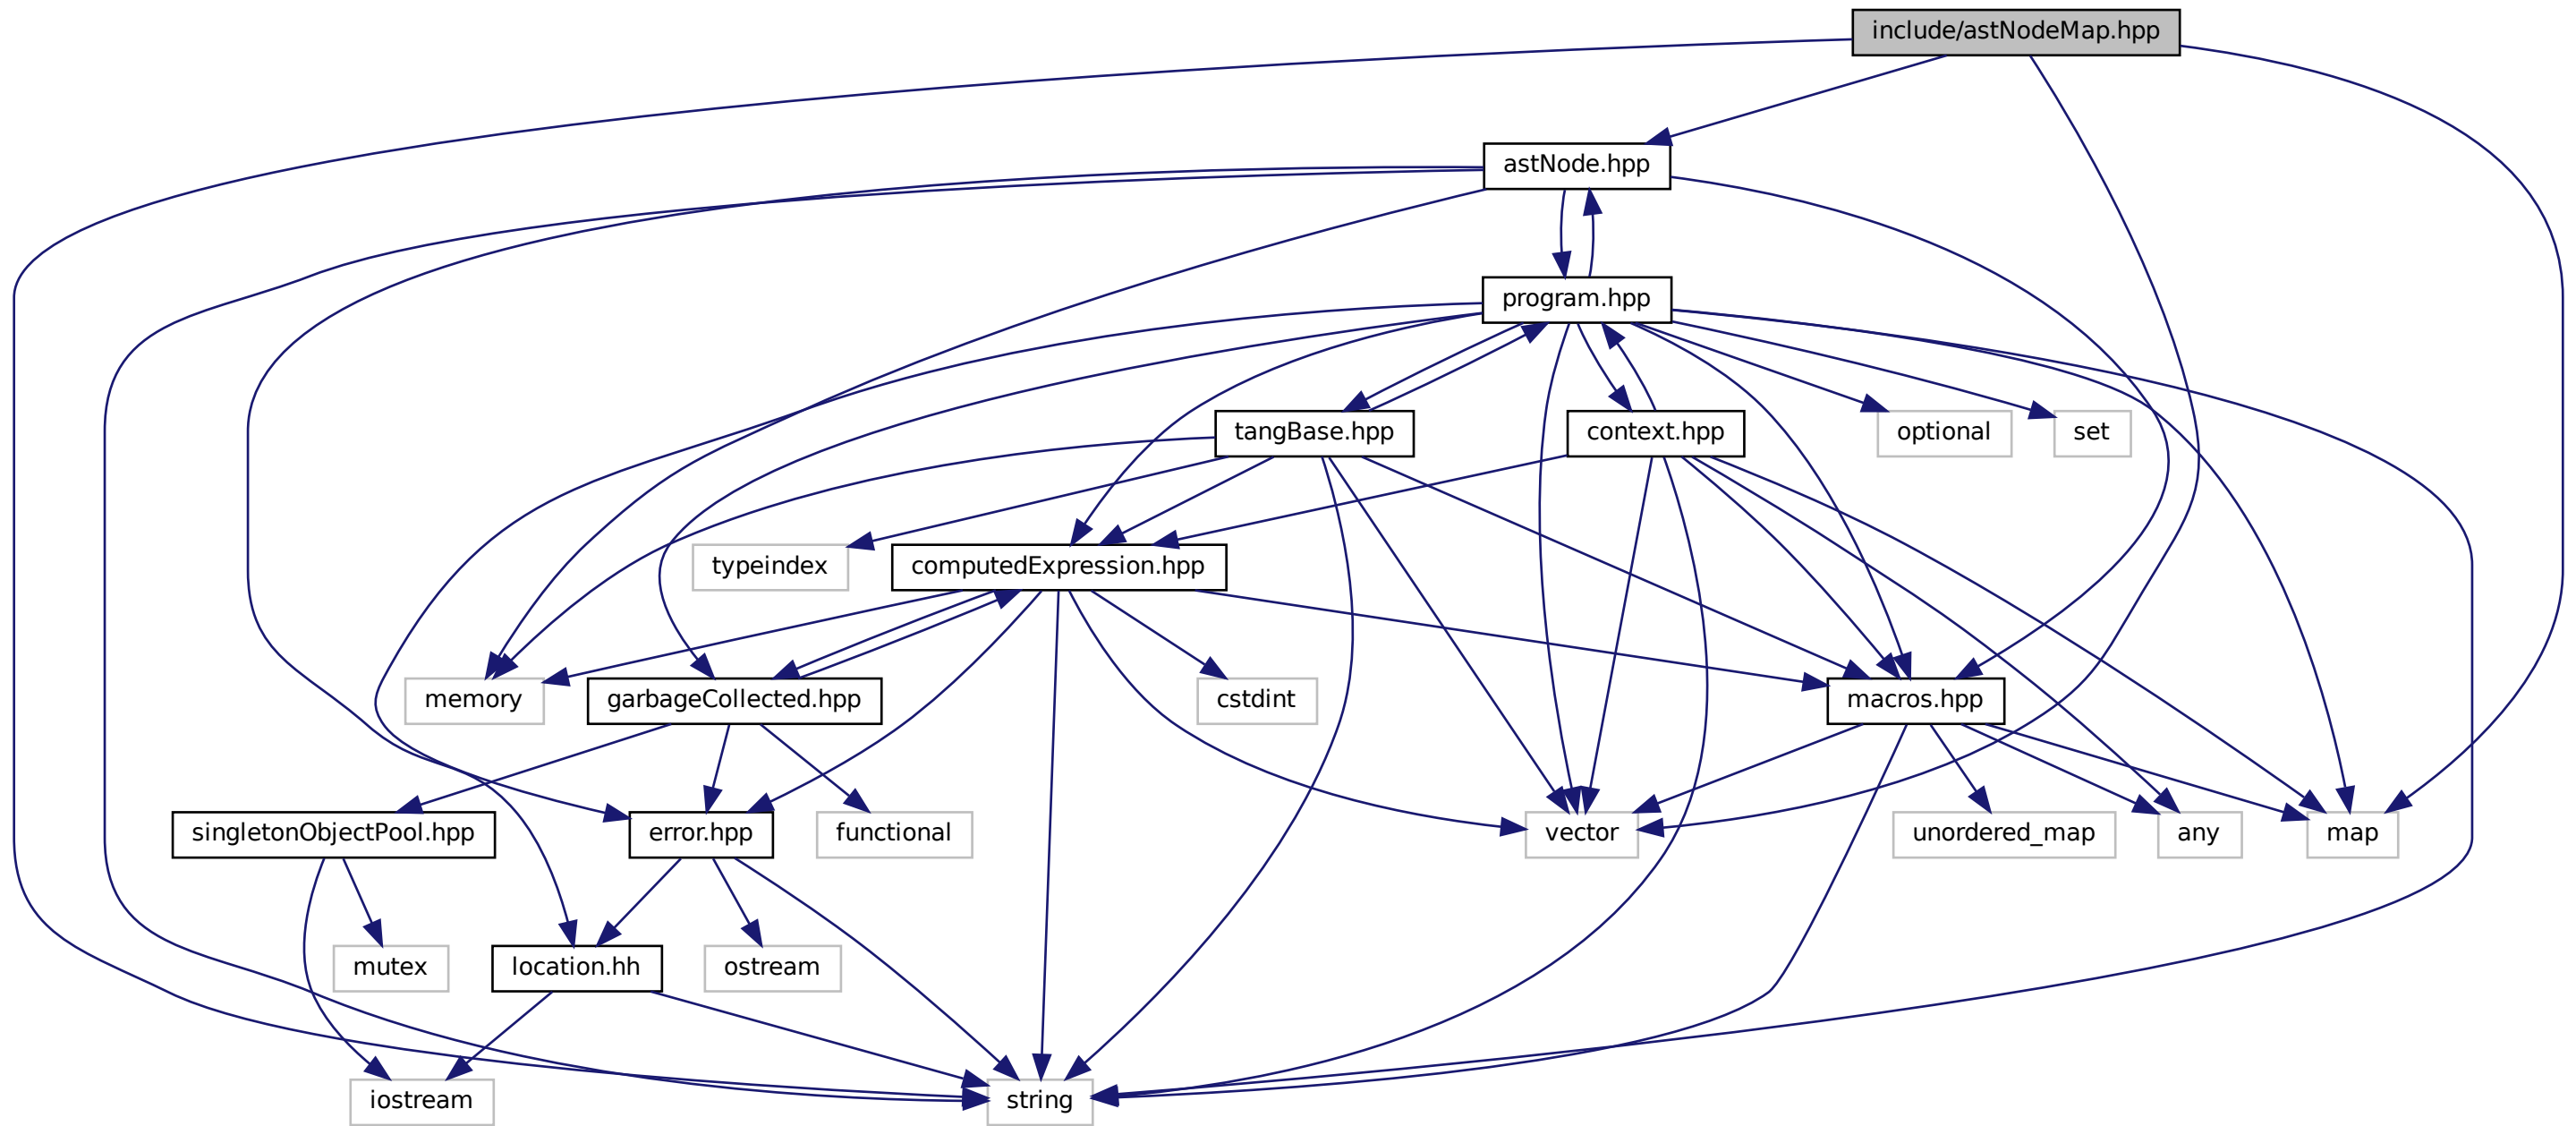 include/astNodeMap.hpp
astNode.hpp
program.hpp
tangBase.hpp
context.hpp
optional
set
typeindex
computedExpression.hpp
memory
garbageCollected.hpp
cstdint
macros.hpp
singletonObjectPool.hpp
error.hpp
functional
vector
unordered_map
any
map
mutex
location.hh
ostream
iostream
string